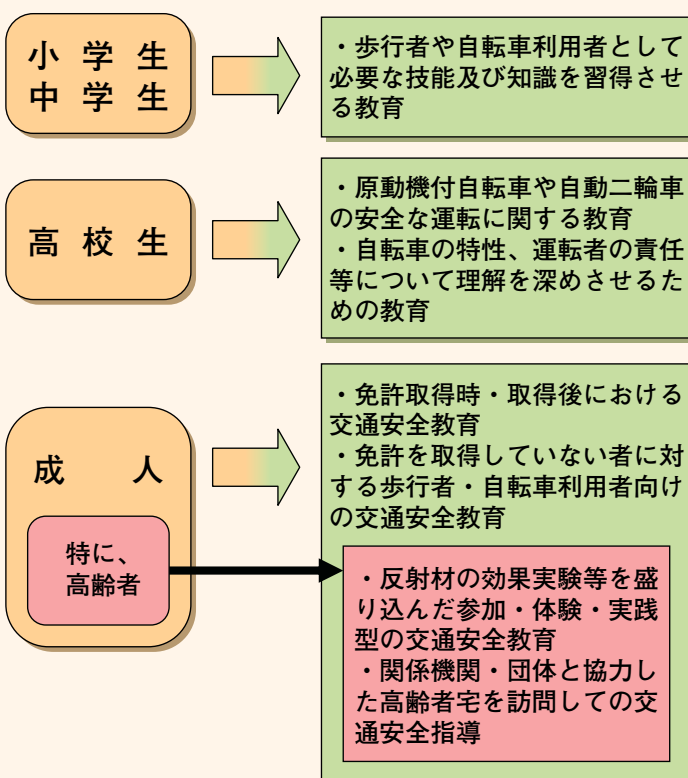 小学生
中学生
・歩行者や自転車利用者として
必要な技能及び知識を習得させ
る教育
高校生
・原動機付自転車や自動二輪車
の安全な運転に関する教育
・自転車の特性、運転者の責任
等について理解を深めさせるた
めの教育
成人
・免許取得時・取得後における
交通安全教育
・免許を取得していない者に対
する歩行者・自転車利用者向け
の交通安全教育
特に、
高齢者
・反射材の効果実験等を盛
り込んだ参加・体験・実践
型の交通安全教育
・関係機関・団体と協力し
た高齢者宅を訪問しての交
通安全指導